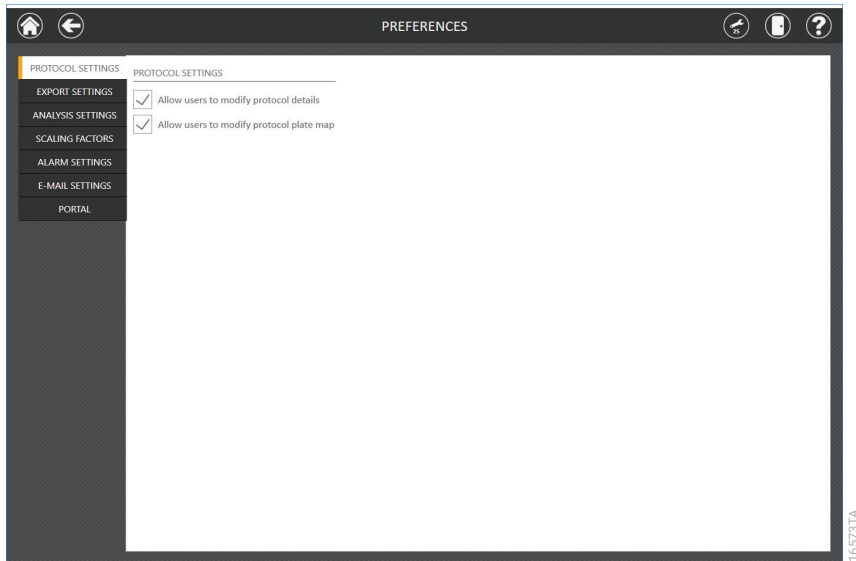 PREFERENCES
25
?
PROTOCOL SETTINGS
EXPORT SETTINGS
ANALYSIS SETTINGS
SCALING FACTORS
ALARM SETTINGS
E-MAIL SETTINGS
PORTAL
PROTOCOL SETTINGS
Allow users to modify protocol details
Allow users to modify protocol plate map
16573TA